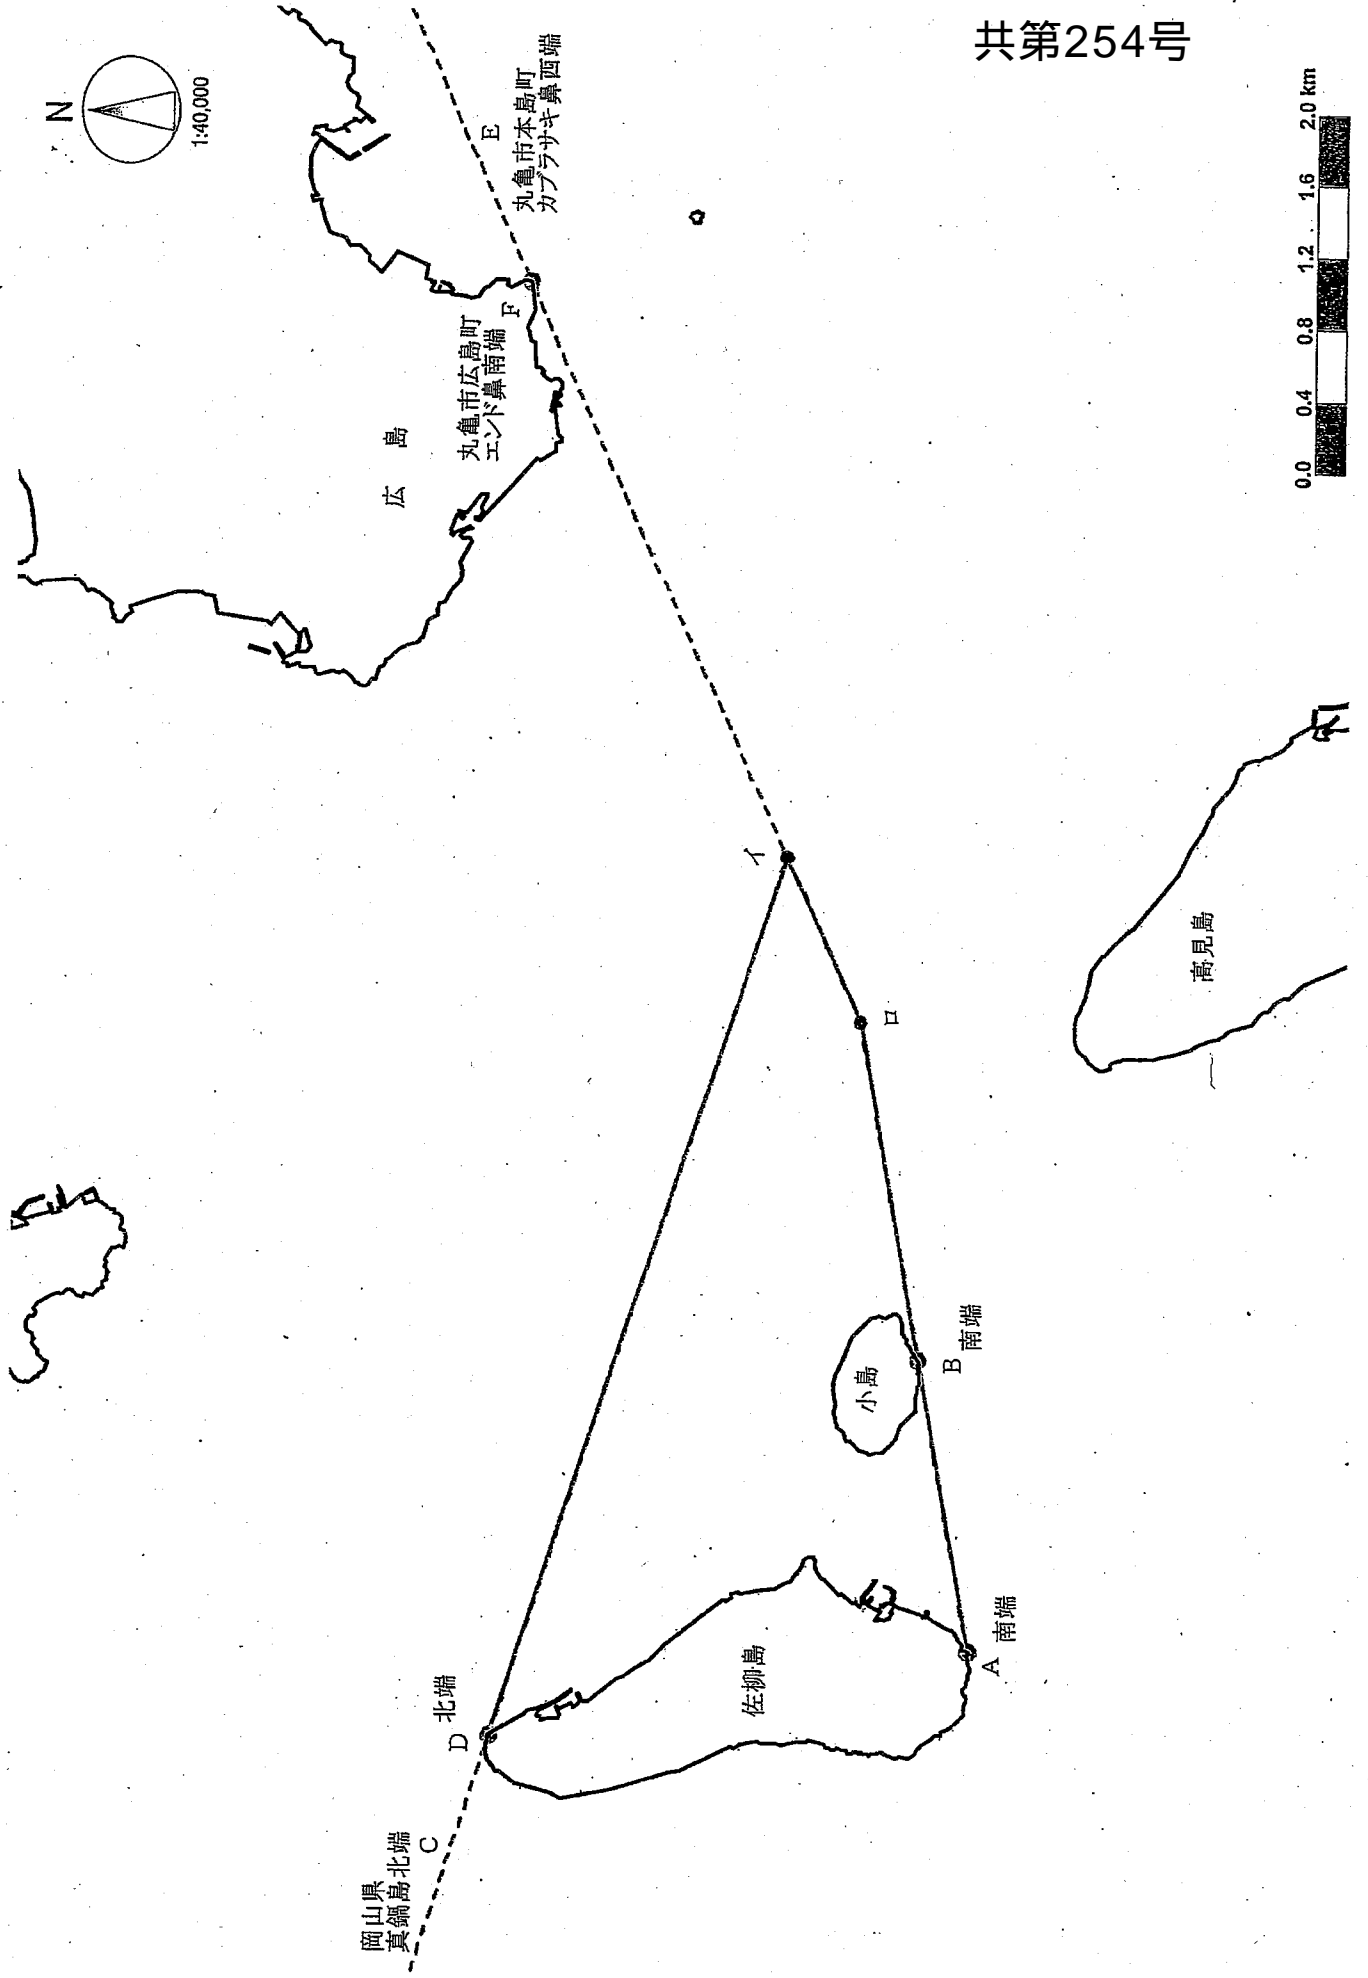 共第254号
N
1:40,000
E
丸亀市本島町
カブラサキ鼻西端
F
丸亀市広島町
エンド鼻南端
広島
イ
ロ
高見島
小島
B
南端
A
南端
佐柳島
D
北端
C
岡山県
真鍋島北端
0.0 0.4 0.8 1.2 1.6 2.0 km